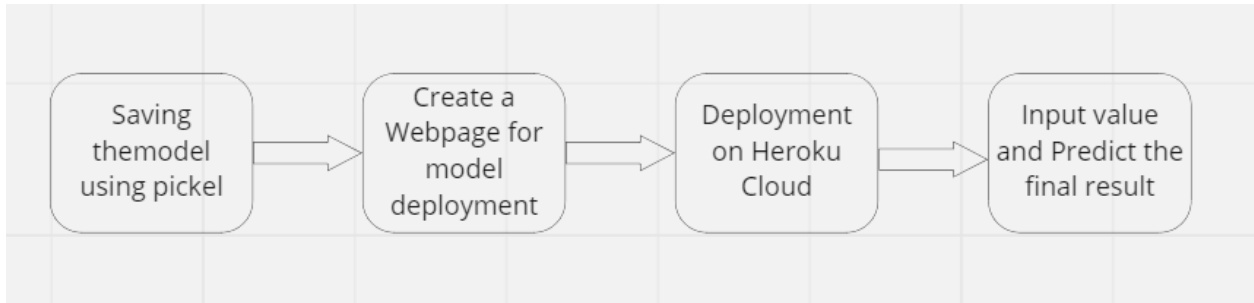 Saving
themodel
using pickel
Create a
Webpage for
model
deployment
Deployment
on Heroku
Cloud
Input value
and Predict the
final result